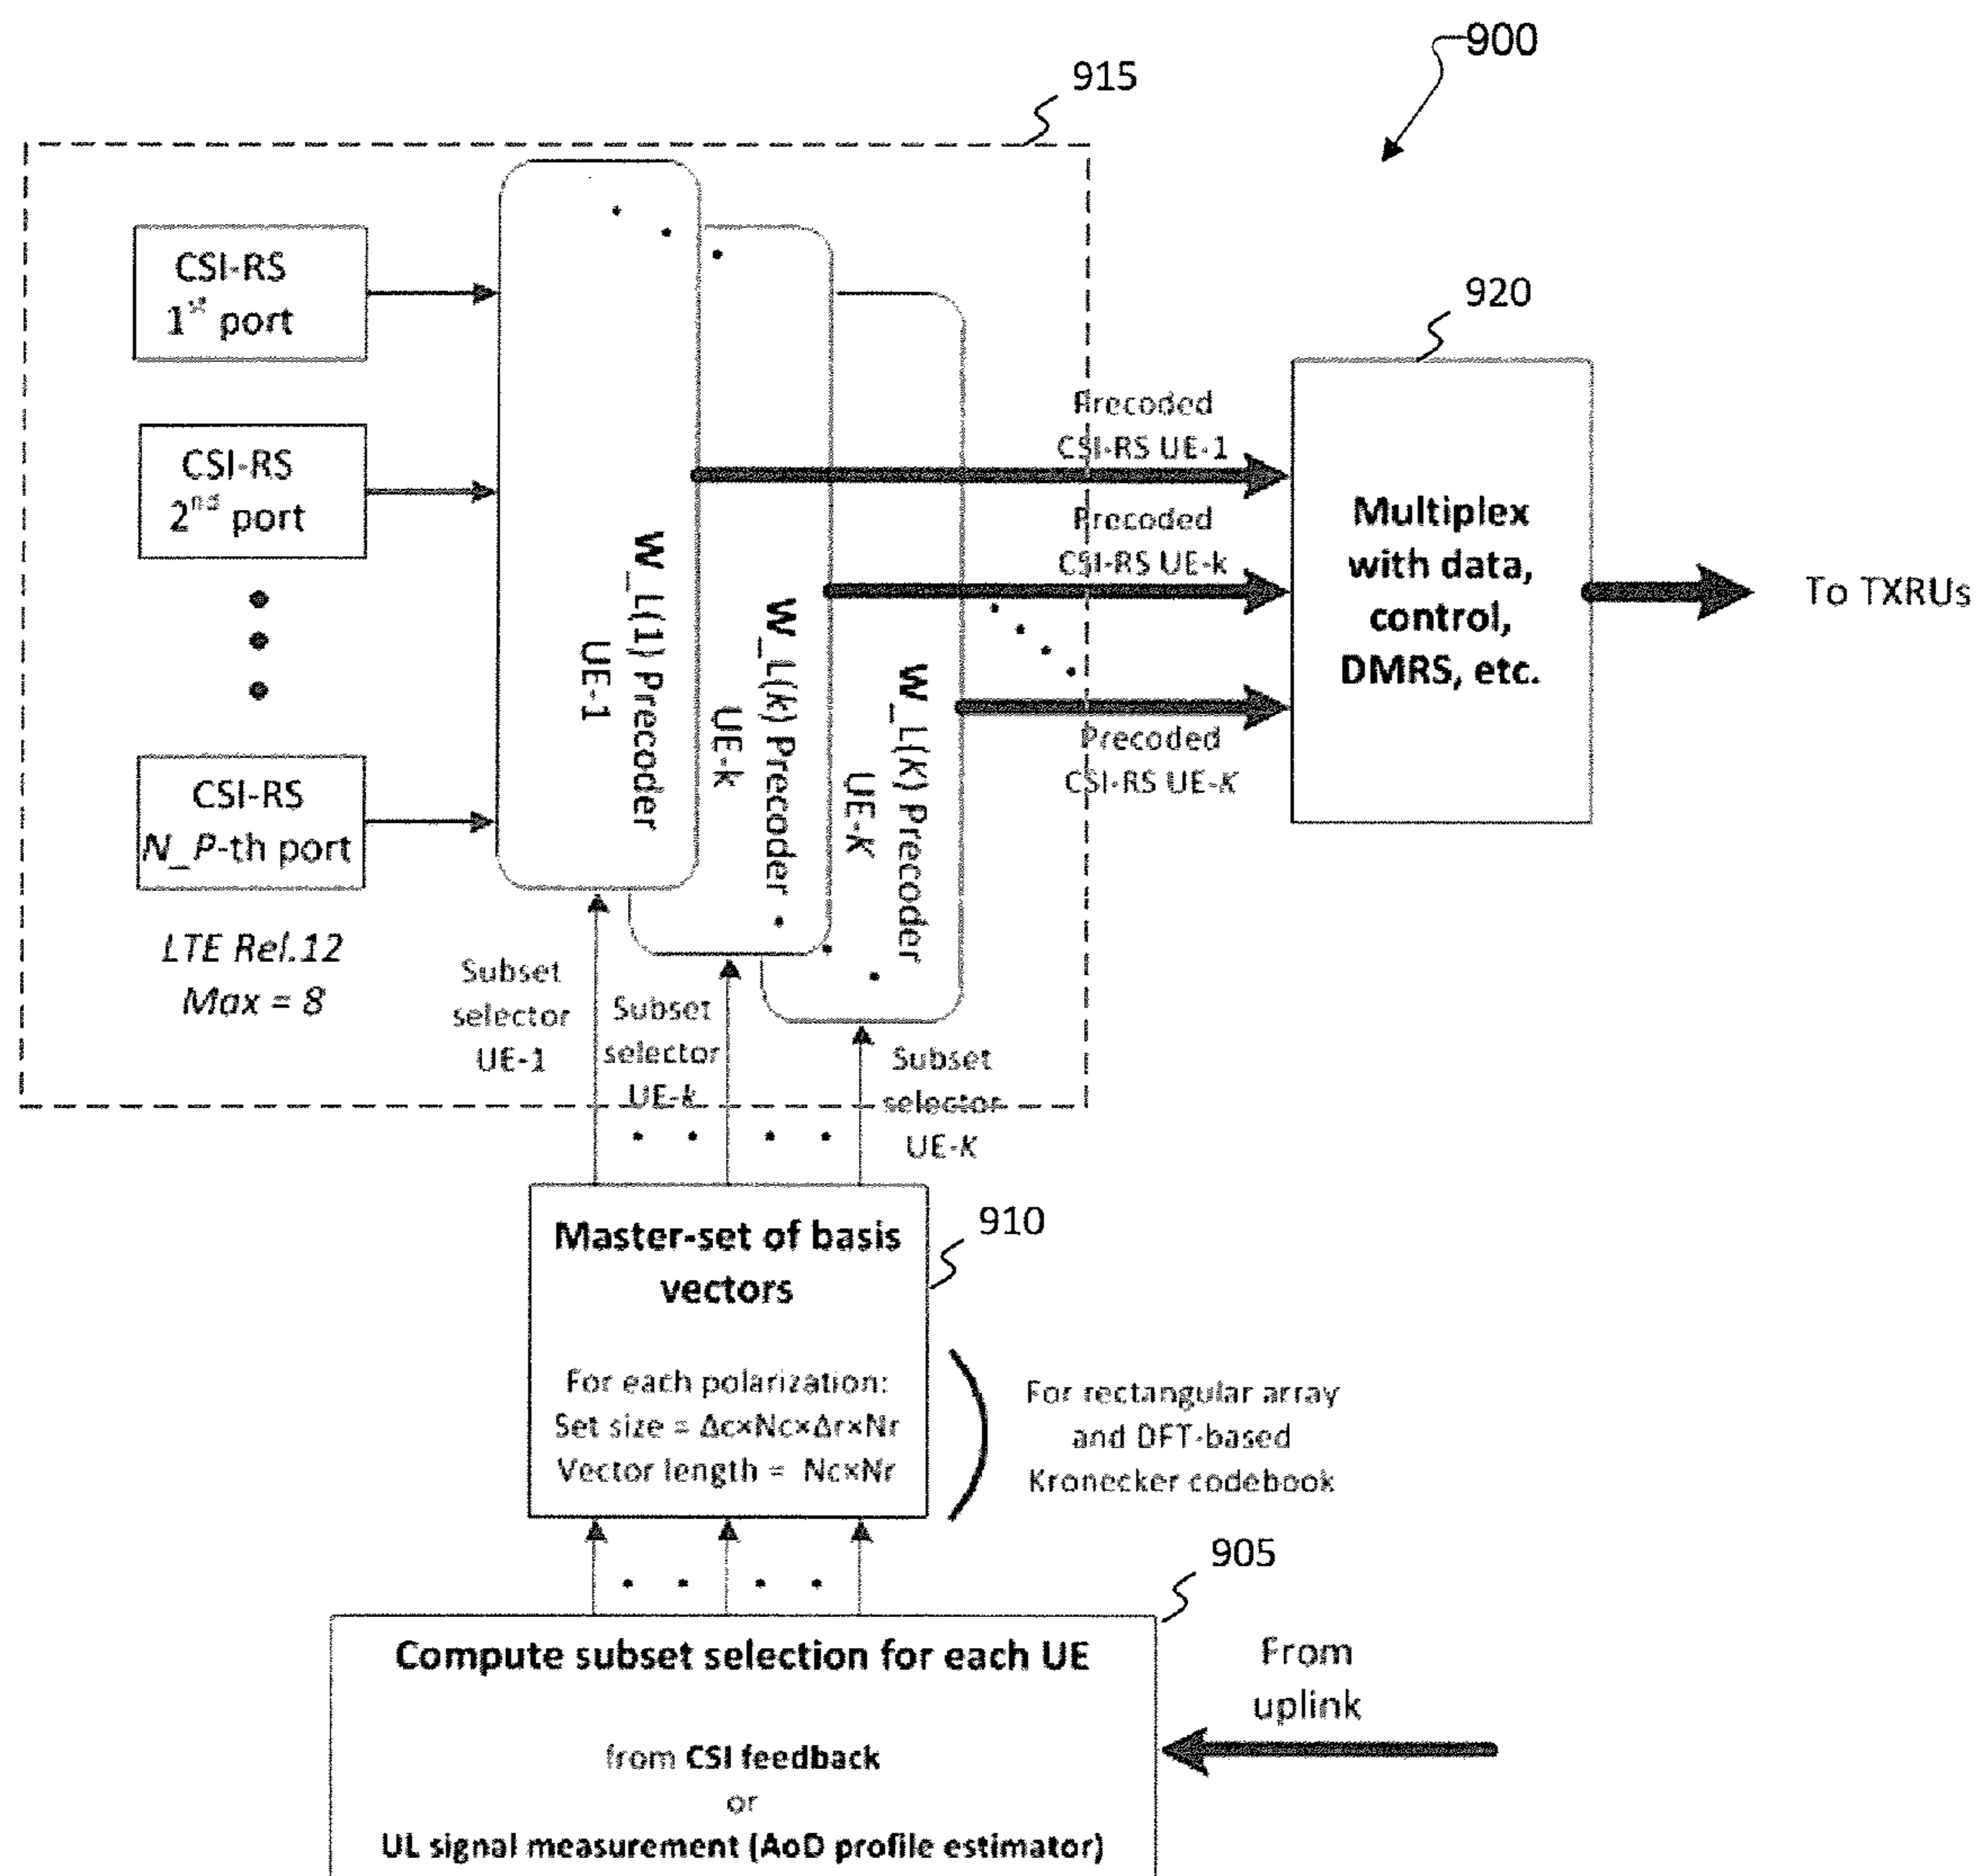 900
915
CSI-RS
1st port
920
CSI-RS
2nd port
Precoded
CSI-RS UE-1
Precoded
CSI-RS UE-k
Multiplex
with data,
control,
DMRS, etc.
To TXRUs
W_L(1) Precoder
UE-1
W_L(k) Precoder
UE-k
W_L(K) Precoder
UE-K
Precoded
CSI-RS UE-K
CSI-RS
N_P-th port
LTE Rel.12
Max = 8
Subset
selector
UE-1
Subset
selector
UE-k
Subset
selector
UE-K
910
Master-set of basis
vectors
For each polarization:
Set size = Δc×Nc×Δr×Nr
Vector length = Nc×Nr
For rectangular array
and DFT-based
Kronecker codebook
905
Compute subset selection for each UE
from CSI feedback
or
UL signal measurement (AoD profile estimator)
From
uplink